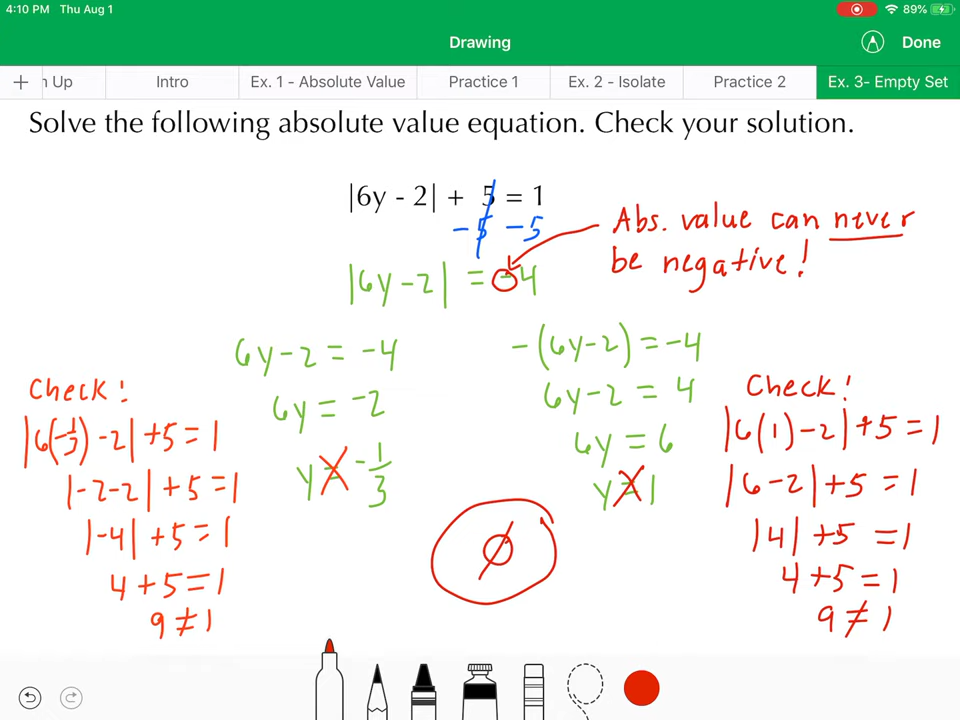 4:10 PM Thu Aug 1
89%
Drawing
Done
n Up
Intro
Ex. 1 - Absolute Value
Practice 1
Ex. 2 - Isolate
Practice 2
Ex. 3- Empty Set
Solve the following absolute value equation. Check your solution.
|6y - 2| + 5 = 1
-5 -5
Abs. value can never
be negative!
|6y-2| = -4
6y-2 = -4
6y = -2
y = -1/3
-(6y-2) = -4
6y-2 = 4
6y = 6
y = 1
Check!
|6(-1/3) -2| +5 = 1
|-2-2| +5 = 1
|-4| +5 = 1
4+5 = 1
9 ≠ 1
Check!
|6(1)-2| +5 = 1
|6-2| +5 = 1
|4| +5 = 1
4+5 = 1
9 ≠ 1
∅